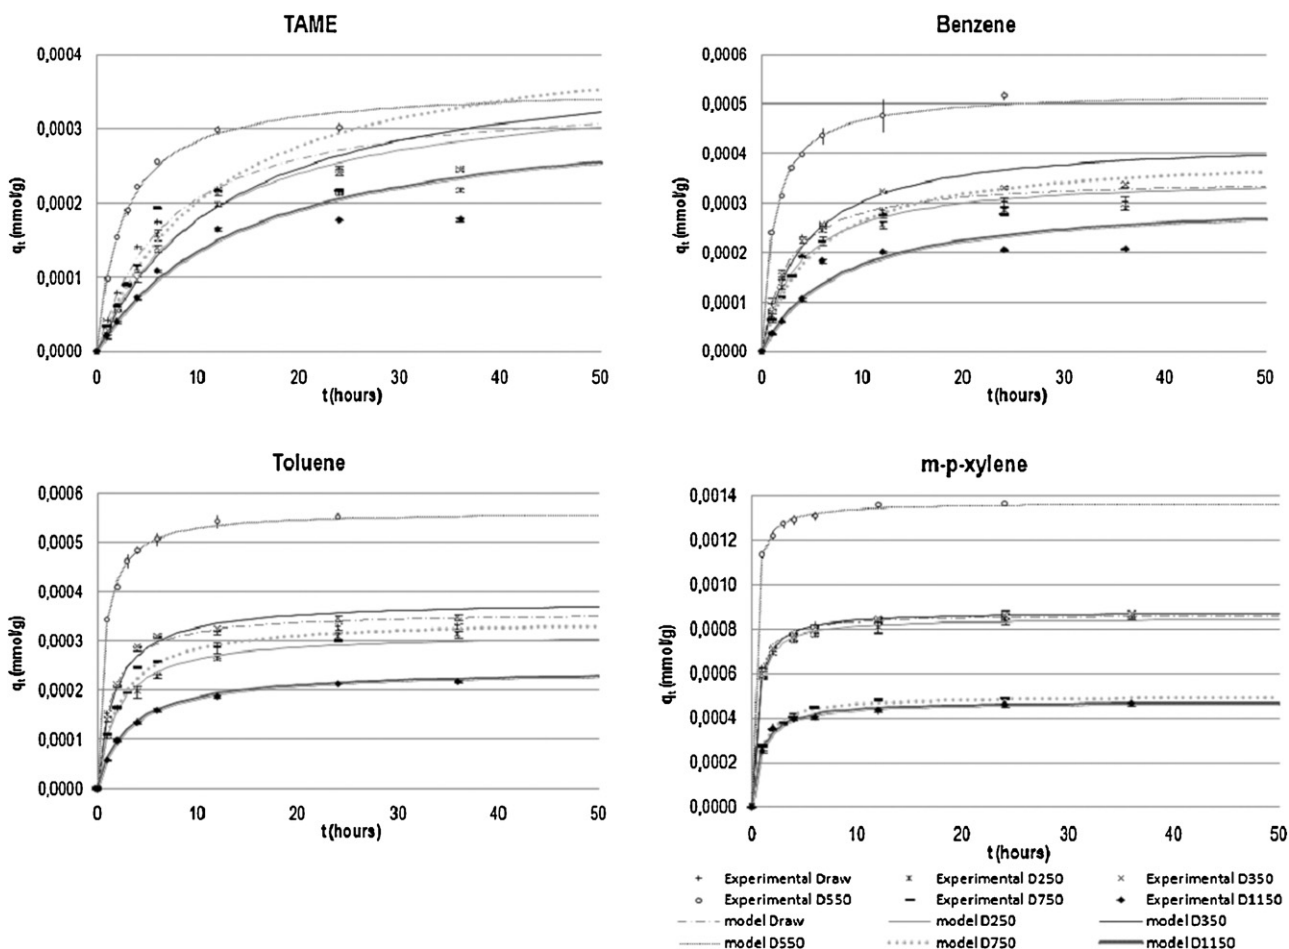 TAME
qt (mmol/g)
0,0004
0,0003
0,0002
0,0001
0,0000
0 10 20 30 40 50
t (hours)
Benzene
qt (mmol/g)
0,0006
0,0005
0,0004
0,0003
0,0002
0,0001
0,0000
0 10 20 30 40 50
t (hours)
Toluene
qt (mmol/g)
0,0006
0,0005
0,0004
0,0003
0,0002
0,0001
0,0000
0 10 20 30 40 50
t (hours)
m-p-xylene
qt (mmol/g)
0,0014
0,0012
0,0010
0,0008
0,0006
0,0004
0,0002
0,0000
0 10 20 30 40 50
t (hours)
Experimental Draw Experimental D250 Experimental D350
Experimental D550 Experimental D750 Experimental D1150
model Draw model D250 model D350
model D550 model D750 model D1150